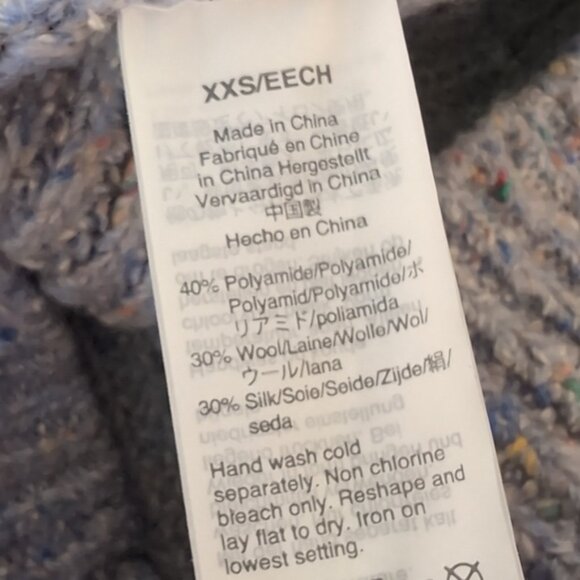 XXS/EECH
Made in China
Fabriqué en Chine
in China Hergestellt
Vervaardigd in China
中国製
Hecho en China
40% Polyamide/Polyamide/
Polyamid/Polyamide/ポ
リアミド/poliamida
30% Wool/Laine/Wolle/Wol/
ウール/lana
30% Silk/Soie/Seide/Zijde/絹/
seda
Hand wash cold
separately. Non chlorine
bleach only. Reshape and
lay flat to dry. Iron on
lowest setting.